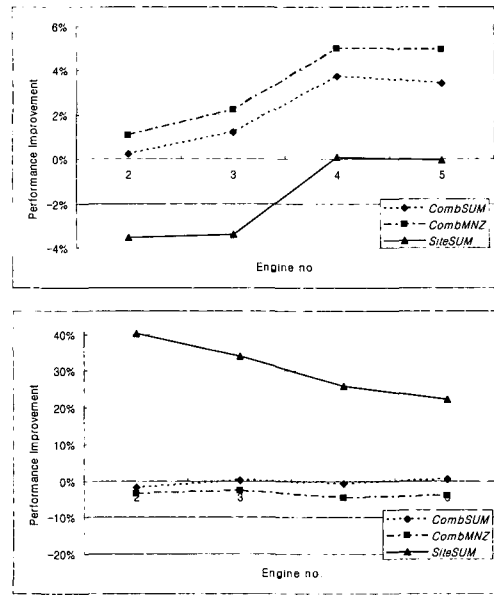 6%
4%
2%
0%
2 3 4 5
-2%
-4%
Performance Improvement
CombSUM
CombMNZ
SiteSUM
Engine no
40%
30%
20%
10%
0%
2 3
-10%
-20%
Performance Improvement
CombSUM
CombMNZ
SiteSUM
Engine no.